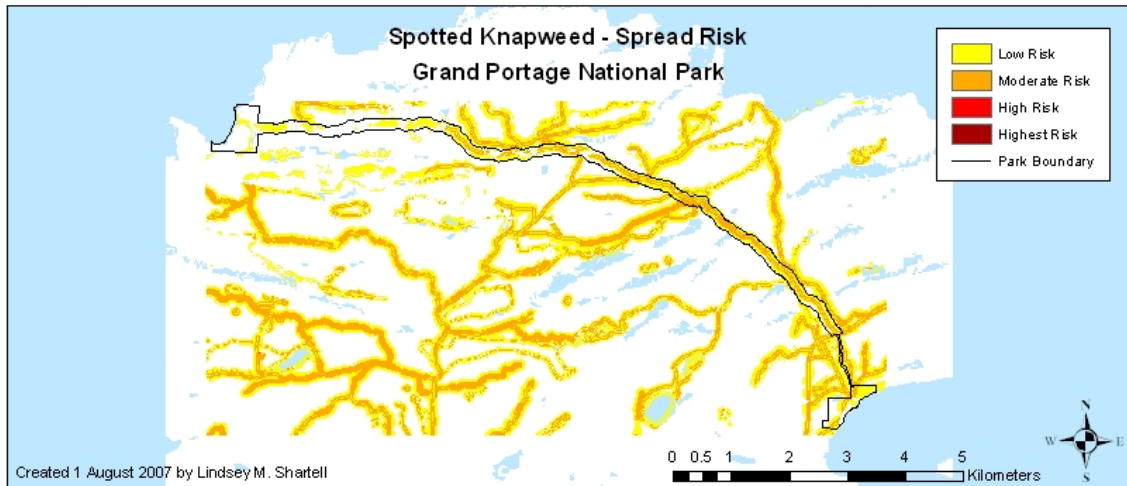 Spotted Knapweed - Spread Risk
Grand Portage National Park
Low Risk
Moderate Risk
High Risk
Highest Risk
Park Boundary
N
W E
S
0 0.5 1 2 3 4 5
Kilometers
Created 1 August 2007 by Lindsey M. Shartell